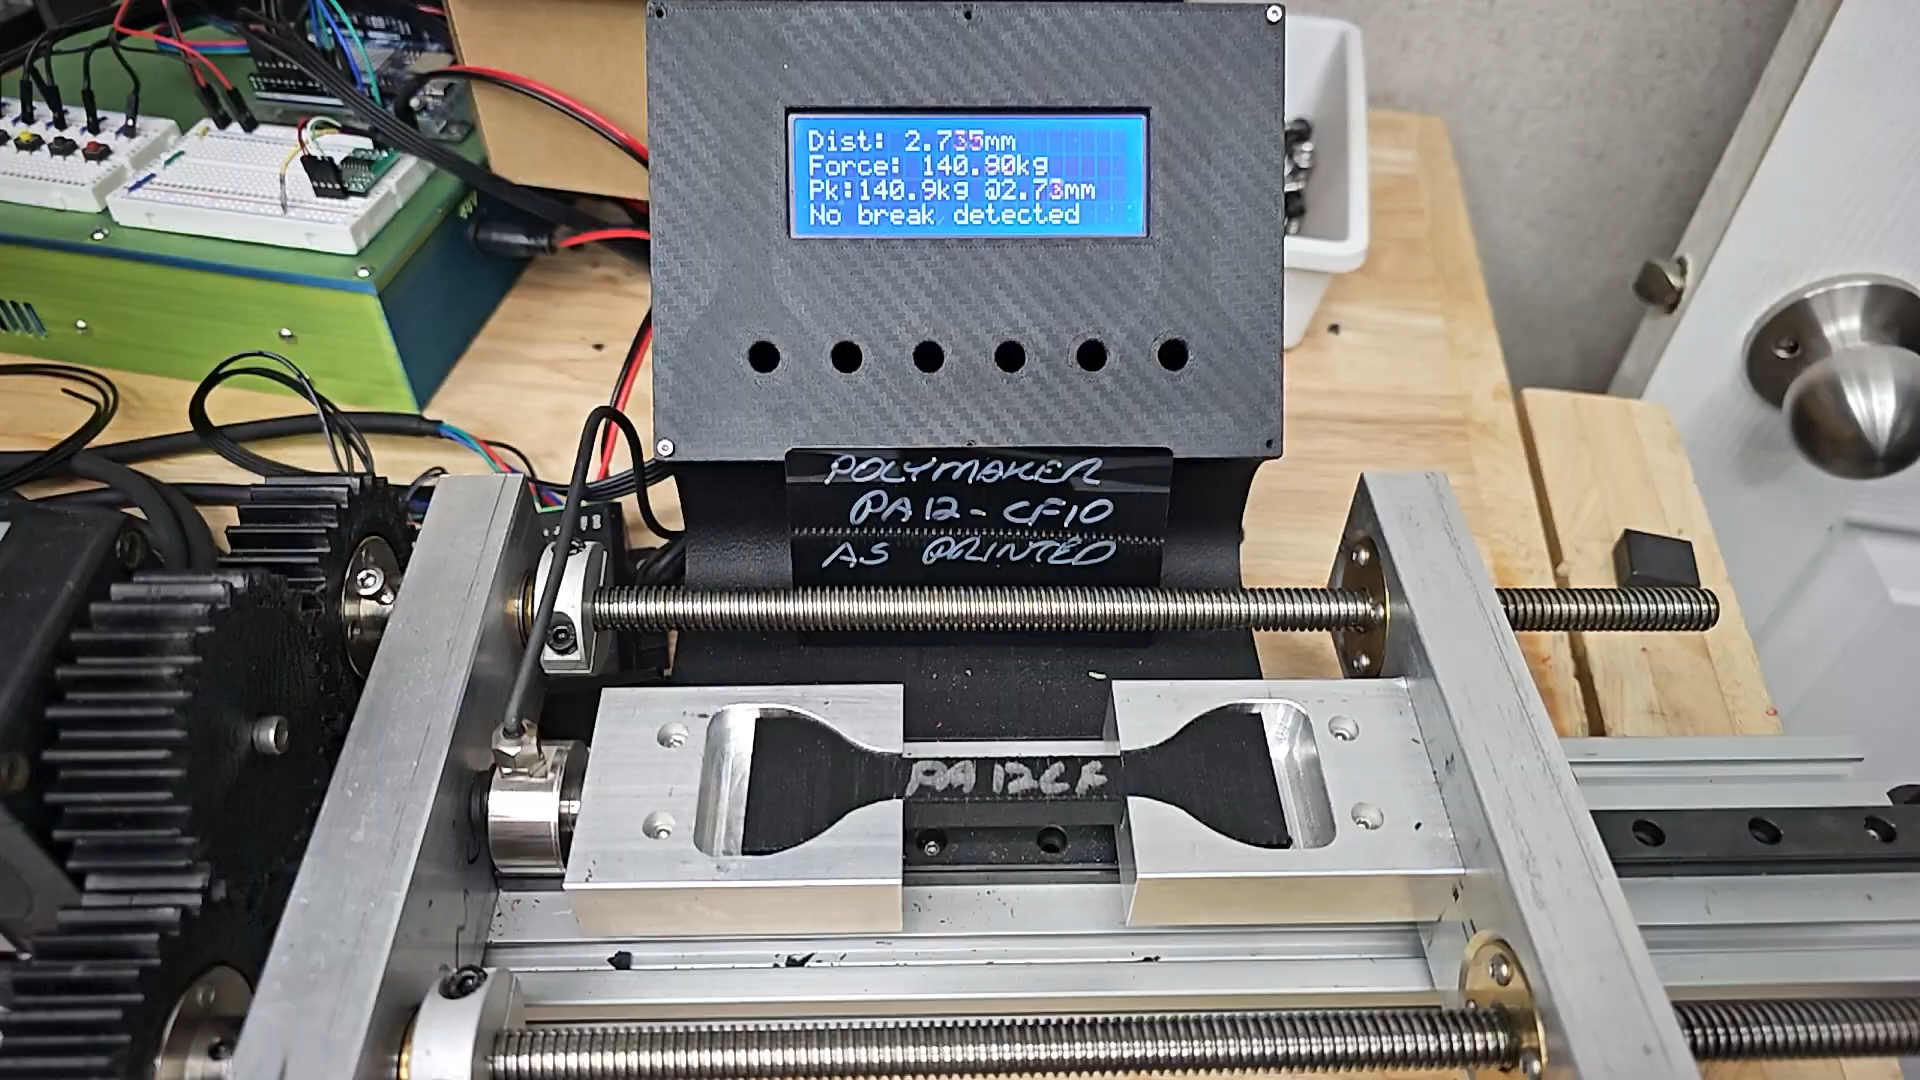 Dist: 2.735mm
Force: 140.90kg
Pk:140.9kg @2.73mm
No break detected
POLYMAKER
PA12-CF10
AS PRINTED
PA12CF